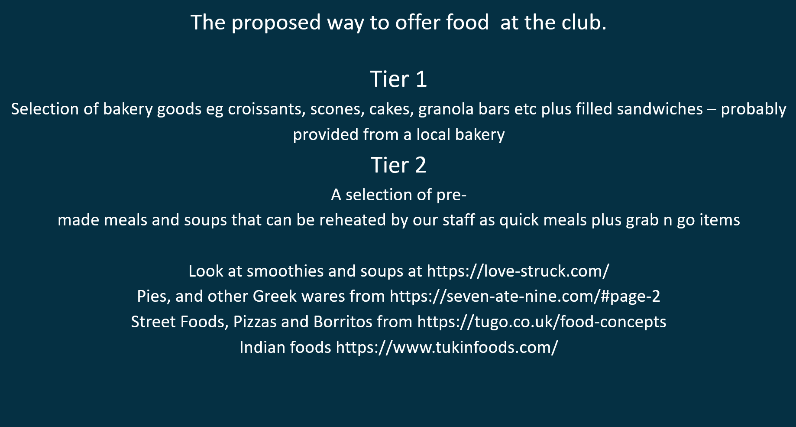 The proposed way to offer food  at the club.
Tier 1
Selection of bakery goods eg croissants, scones, cakes, granola bars etc plus filled sandwiches – probably
provided from a local bakery
Tier 2
A selection of pre-
made meals and soups that can be reheated by our staff as quick meals plus grab n go items
Look at smoothies and soups at https://love-struck.com/
Pies, and other Greek wares from https://seven-ate-nine.com/#page-2
Street Foods, Pizzas and Borritos from https://tugo.co.uk/food-concepts
Indian foods https://www.tukinfoods.com/